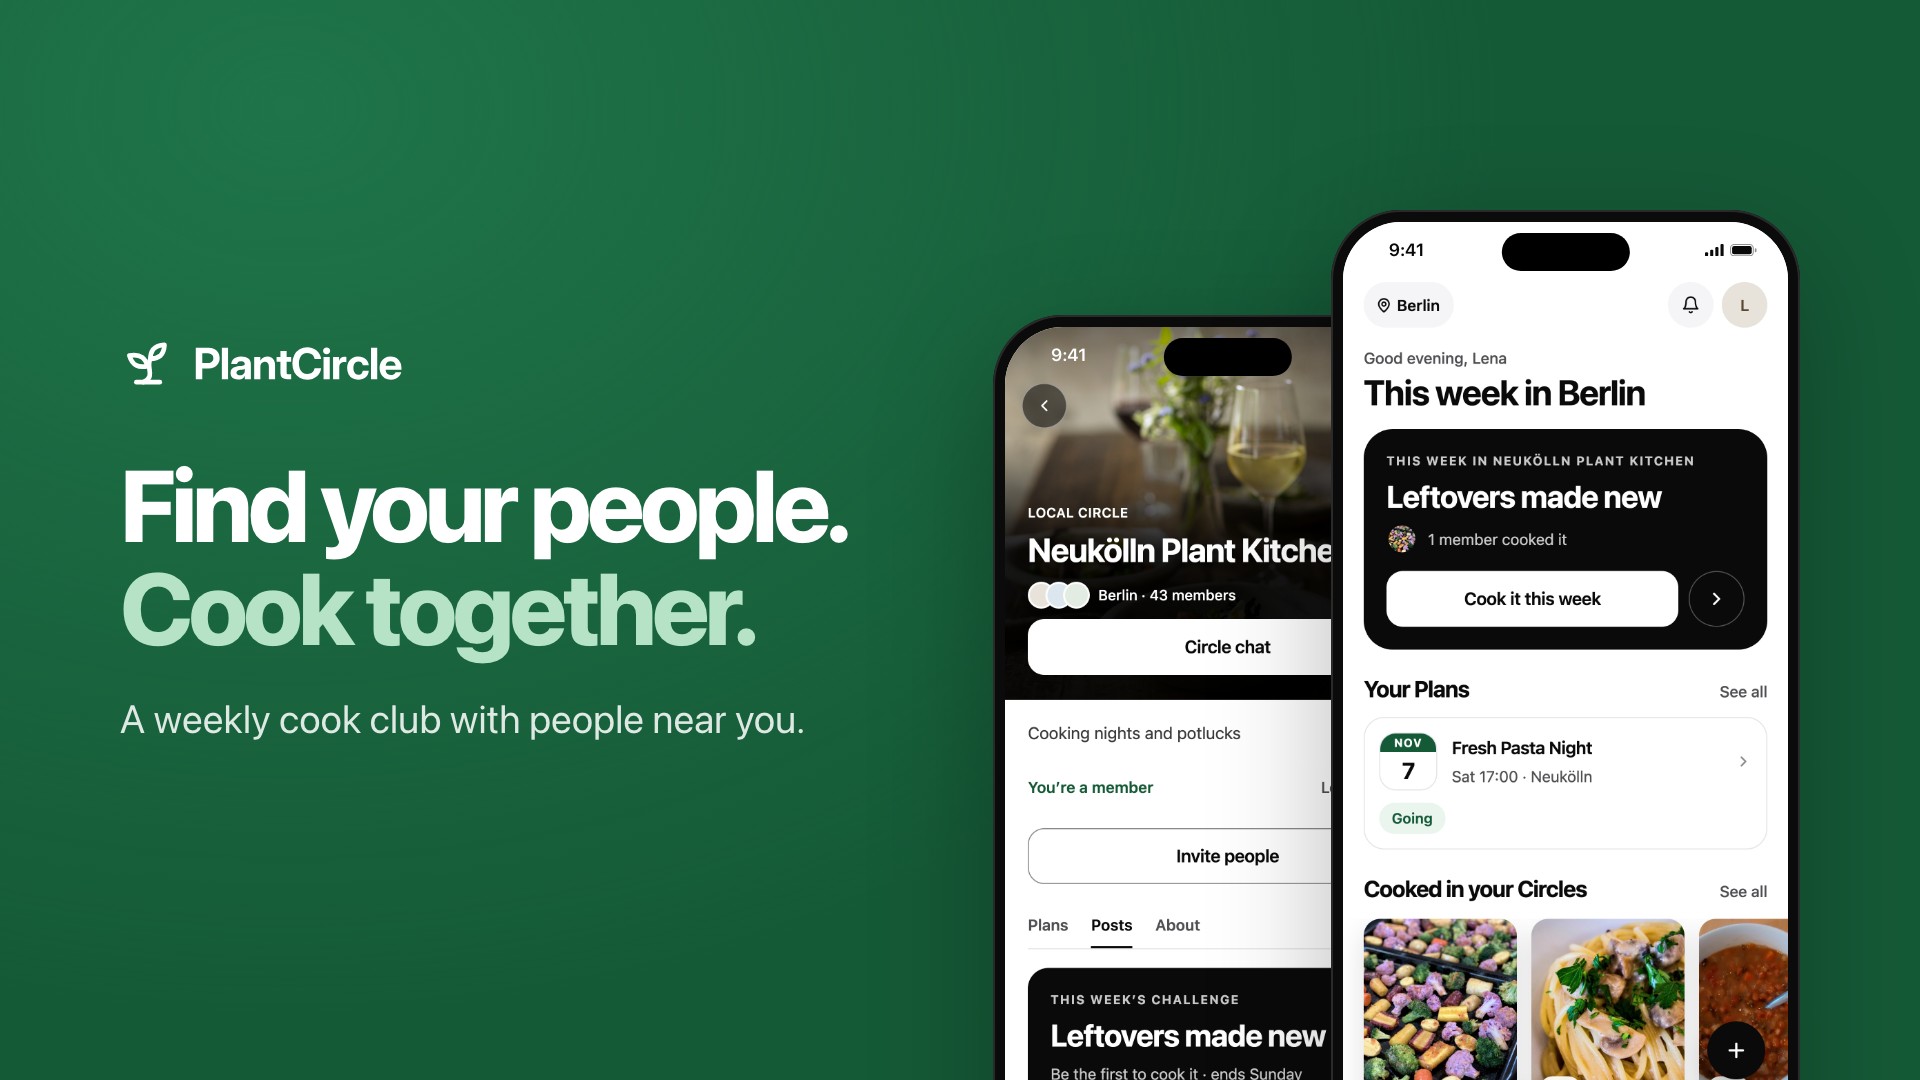 PlantCircle
Find your people.
Cook together.
A weekly cook club with people near you.
9:41
LOCAL CIRCLE
Neukölln Plant Kitche
Berlin · 43 members
Circle chat
Cooking nights and potlucks
You're a member
Invite people
Plans Posts About
THIS WEEK'S CHALLENGE
Leftovers made new
Be the first to cook it · ends Sunday
9:41
Berlin
L
Good evening, Lena
This week in Berlin
THIS WEEK IN NEUKÖLLN PLANT KITCHEN
Leftovers made new
1 member cooked it
Cook it this week
Your Plans See all
NOV
7
Fresh Pasta Night
Sat 17:00 · Neukölln
Going
Cooked in your Circles See all